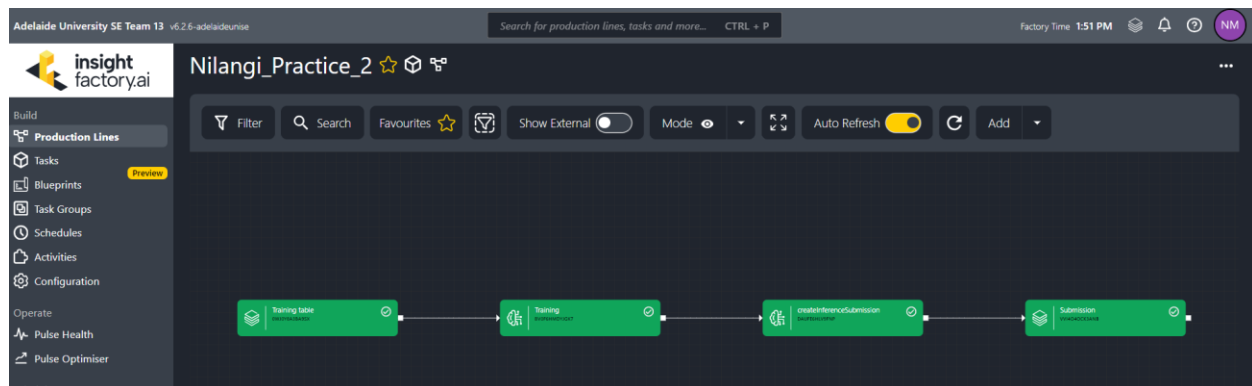 Adelaide University SE Team 13 v6.2.6-adelaideunise
Search for production lines, tasks and more... CTRL + P
Factory Time 1:51 PM
NM
insight
factory.ai
Nilangi_Practice_2
Build
Production Lines
Tasks
Preview
Blueprints
Task Groups
Schedules
Activities
Configuration
Operate
Pulse Health
Pulse Optimiser
Filter
Search
Favourites
Show External
Mode
Auto Refresh
Add
Training table
Training
createInferenceSubmission
Submission